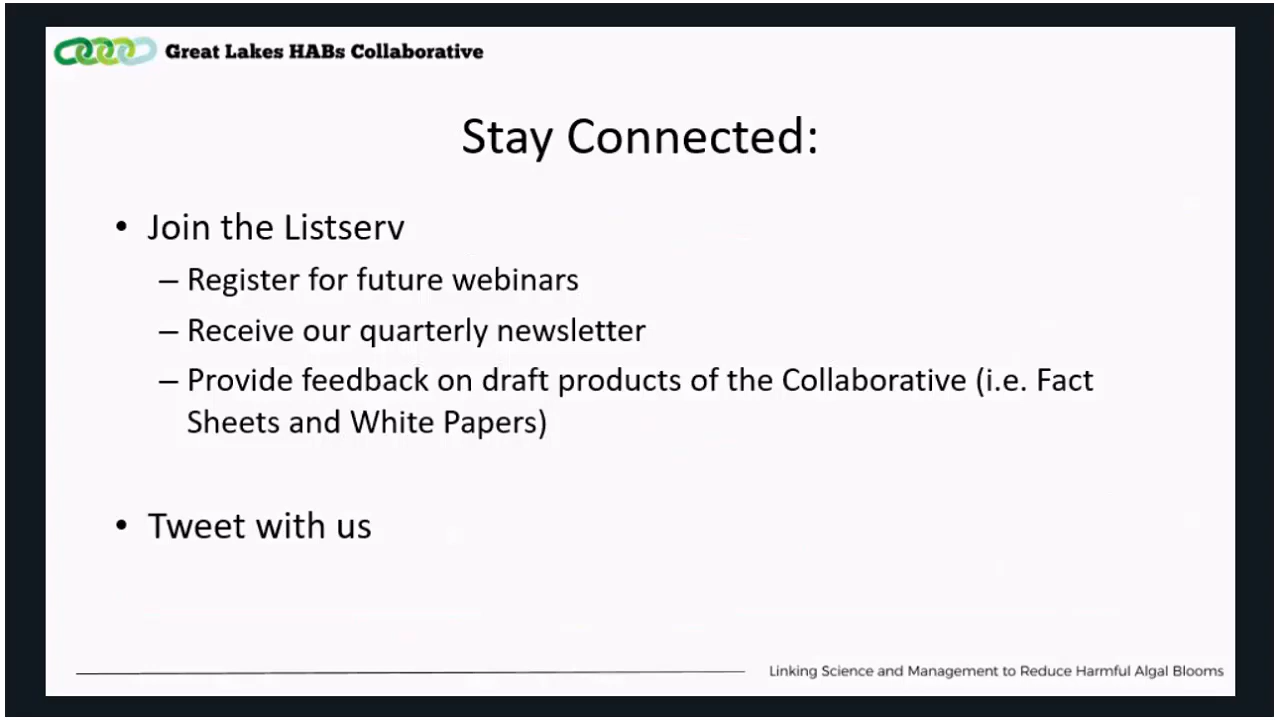 Great Lakes HABs Collaborative
Stay Connected:
• Join the Listserv
– Register for future webinars
– Receive our quarterly newsletter
– Provide feedback on draft products of the Collaborative (i.e. Fact
Sheets and White Papers)
• Tweet with us
Linking Science and Management to Reduce Harmful Algal Blooms